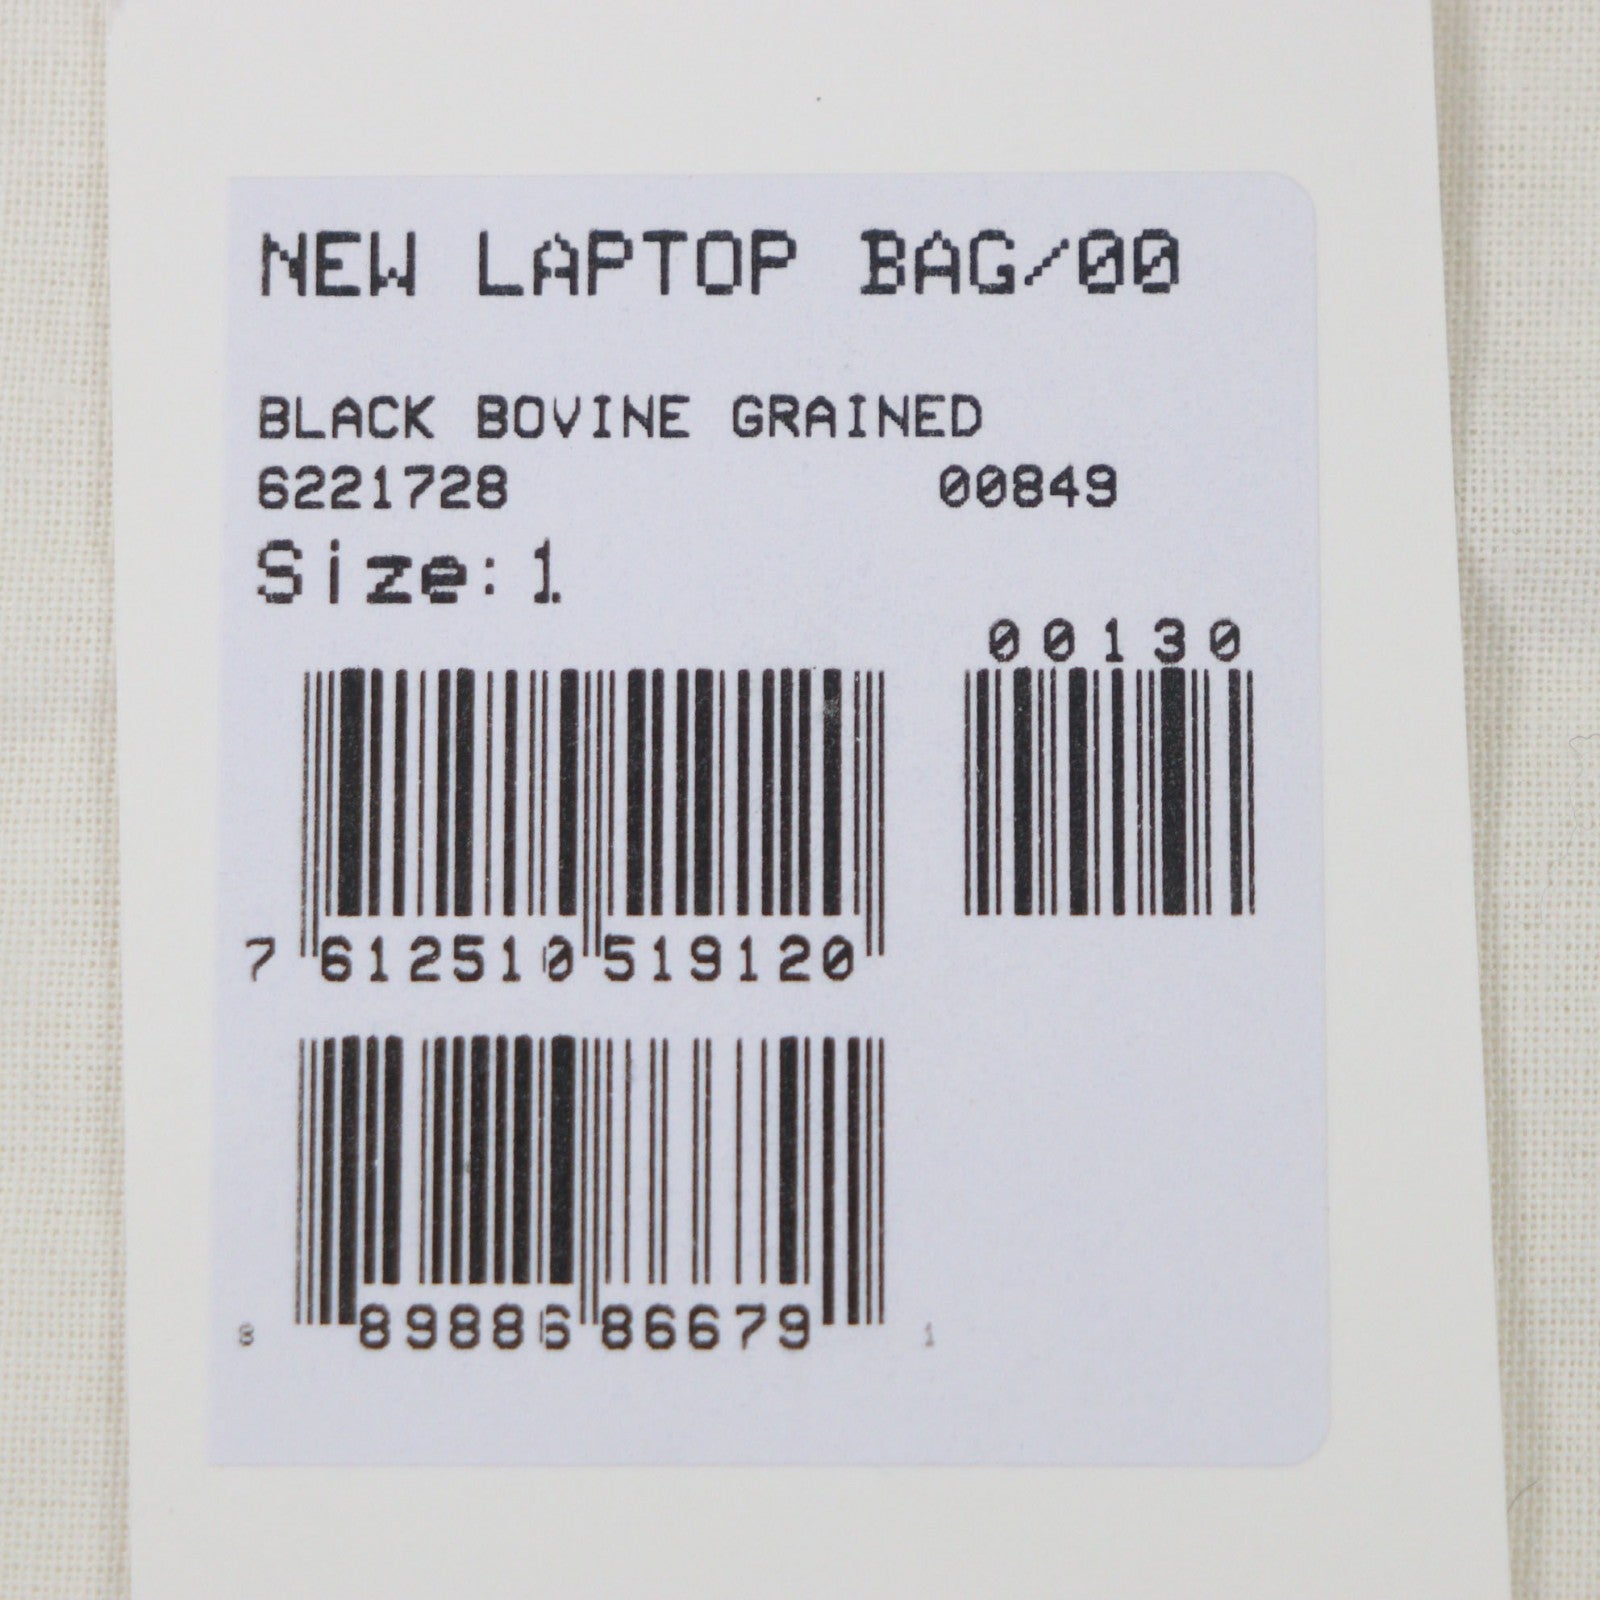 NEW LAPTOP BAG/00
BLACK BOVINE GRAINED
6221728 00849
Size:1
00130
7 612510 519120
8 89886 86679 1